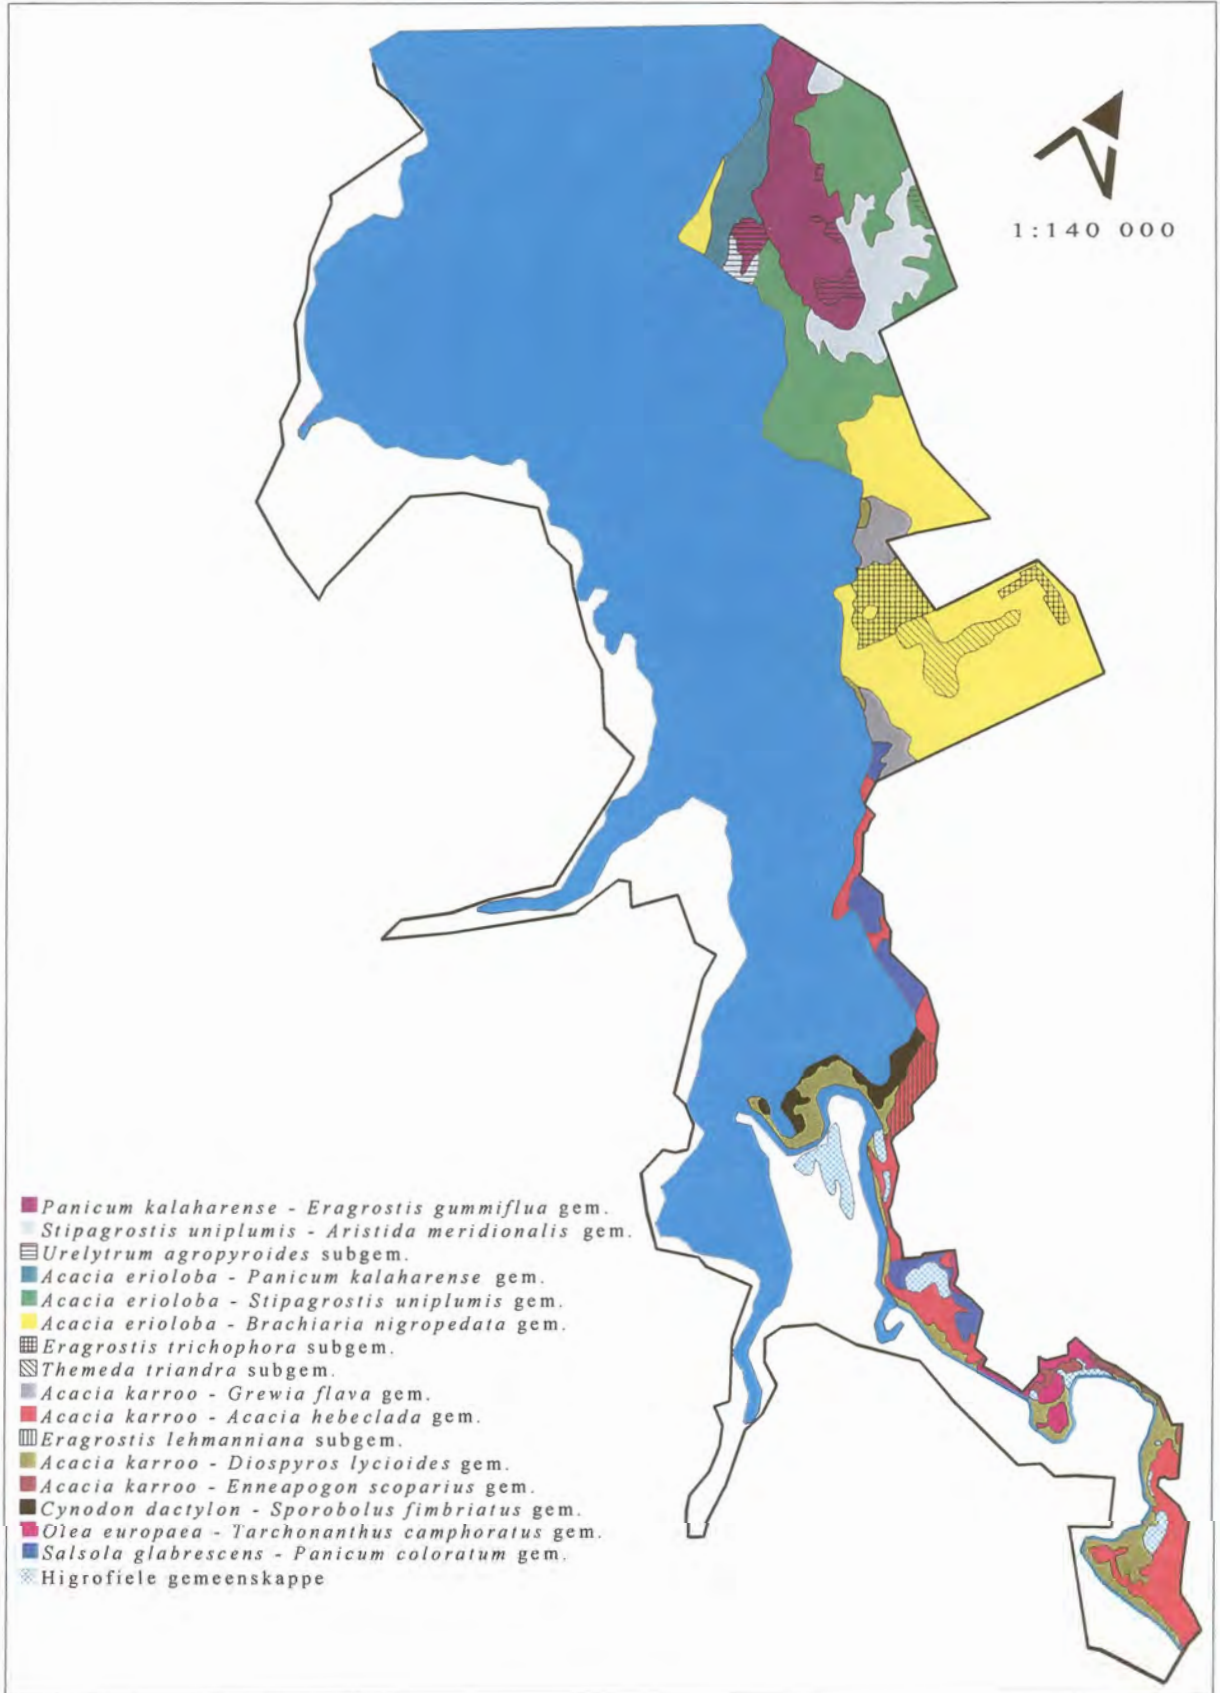 1:140 000
Panicum kalaharense - Eragrostis gummiflua gem.
Stipagrostis uniplumis - Aristida meridionalis gem.
Urelytrum agropyroides subgem.
Acacia erioloba - Panicum kalaharense gem.
Acacia erioloba - Stipagrostis uniplumis gem.
Acacia erioloba - Brachiaria nigropedata gem.
Eragrostis trichophora subgem.
Themeda triandra subgem.
Acacia karroo - Grewia flava gem.
Acacia karroo - Acacia hebeclada gem.
Eragrostis lehmanniana subgem.
Acacia karroo - Diospyros lycioides gem.
Acacia karroo - Enneapogon scoparius gem.
Cynodon dactylon - Sporobolus fimbriatus gem.
Olea europaea - Tarchonanthus camphoratus gem.
Salsola glabrescens - Panicum coloratum gem.
Higrofiele gemeenskappe